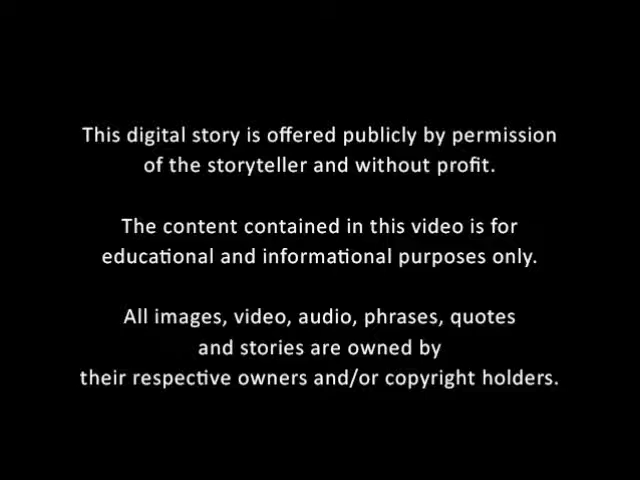 This digital story is offered publicly by permission
of the storyteller and without profit.
The content contained in this video is for
educational and informational purposes only.
All images, video, audio, phrases, quotes
and stories are owned by
their respective owners and/or copyright holders.